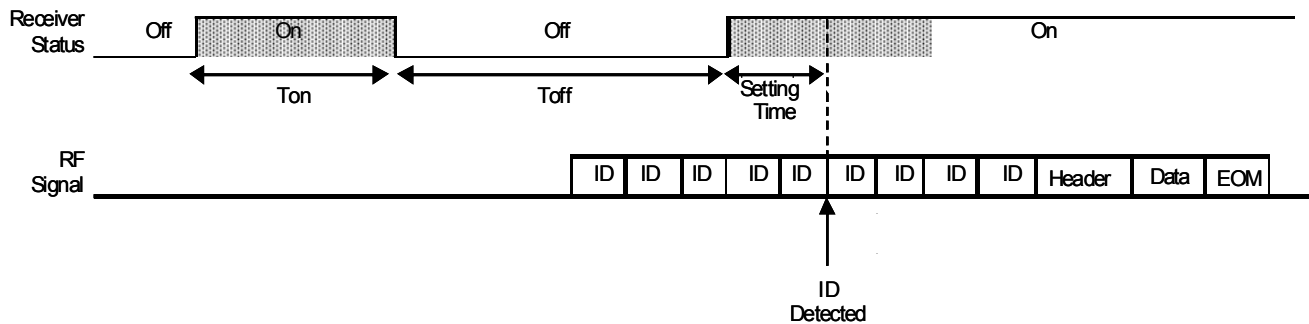 Receiver
Status
Off
On
Off
On
Ton
Toff
Setting
Time
RF
Signal
ID ID ID ID ID ID ID ID ID Header Data EOM
ID
Detected